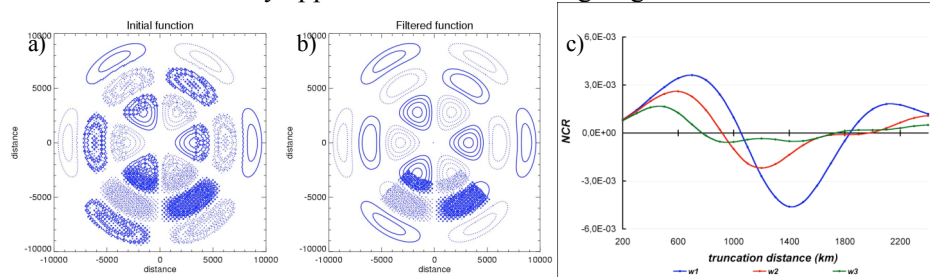 a)
Initial function
10000
5000
0
-5000
-10000
distance
-10000 -5000 0 5000 10000
distance
b)
Filtered function
10000
5000
0
-5000
-10000
distance
-10000 -5000 0 5000 10000
distance
c)
6,0E-03
3,0E-03
0,0E+00
-3,0E-03
-6,0E-03
NCR
200 600 1000 1400 1800 2200
truncation distance (km)
w1 w2 w3